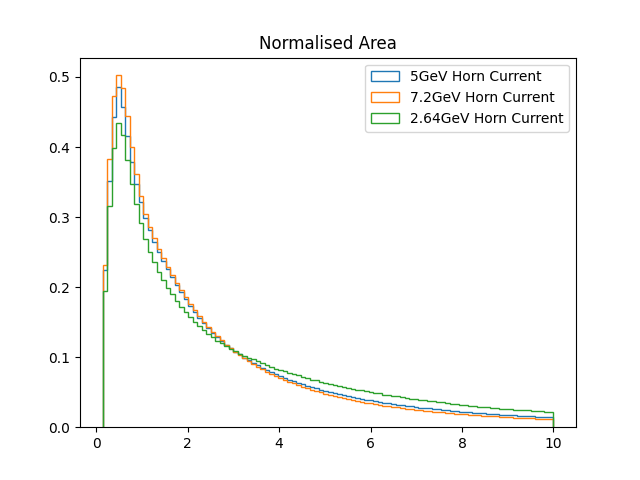 Normalised Area
5GeV Horn Current
7.2GeV Horn Current
2.64GeV Horn Current
0.5
0.4
0.3
0.2
0.1
0.0
0 2 4 6 8 10